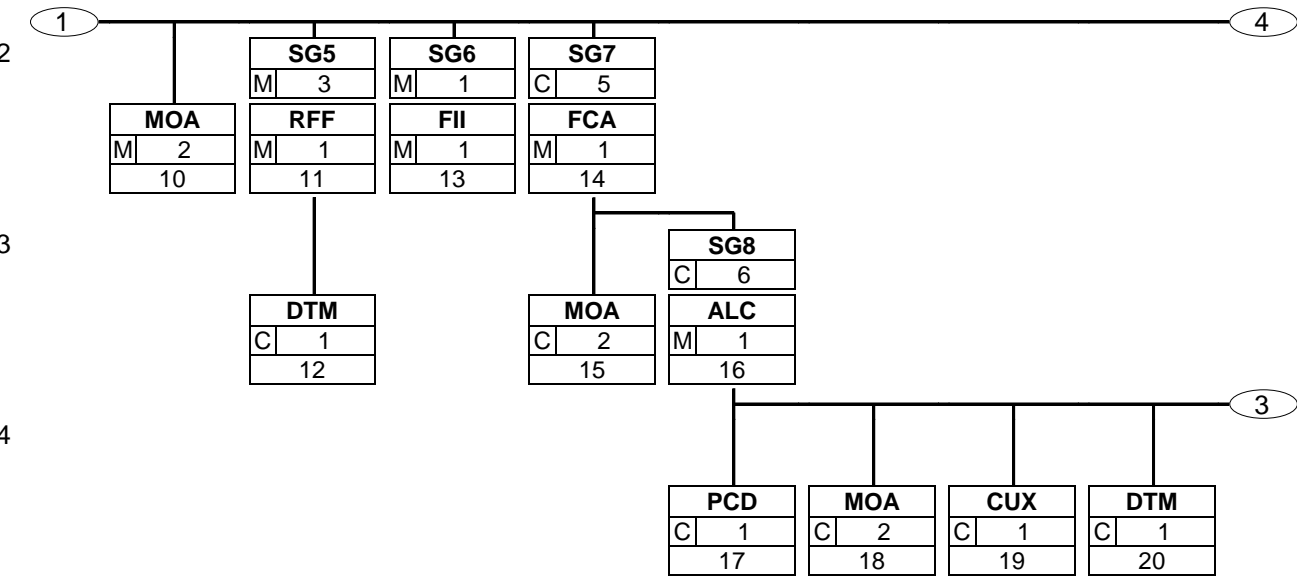 1 4
2 SG5 SG6 SG7
M 3 M 1 C 5
MOA RFF FII FCA
M 2 M 1 M 1 M 1
10 11 13 14
3 SG8
C 6
DTM MOA ALC
C 1 C 2 M 1
12 15 16
3
4
PCD MOA CUX DTM
C 1 C 2 C 1 C 1
17 18 19 20